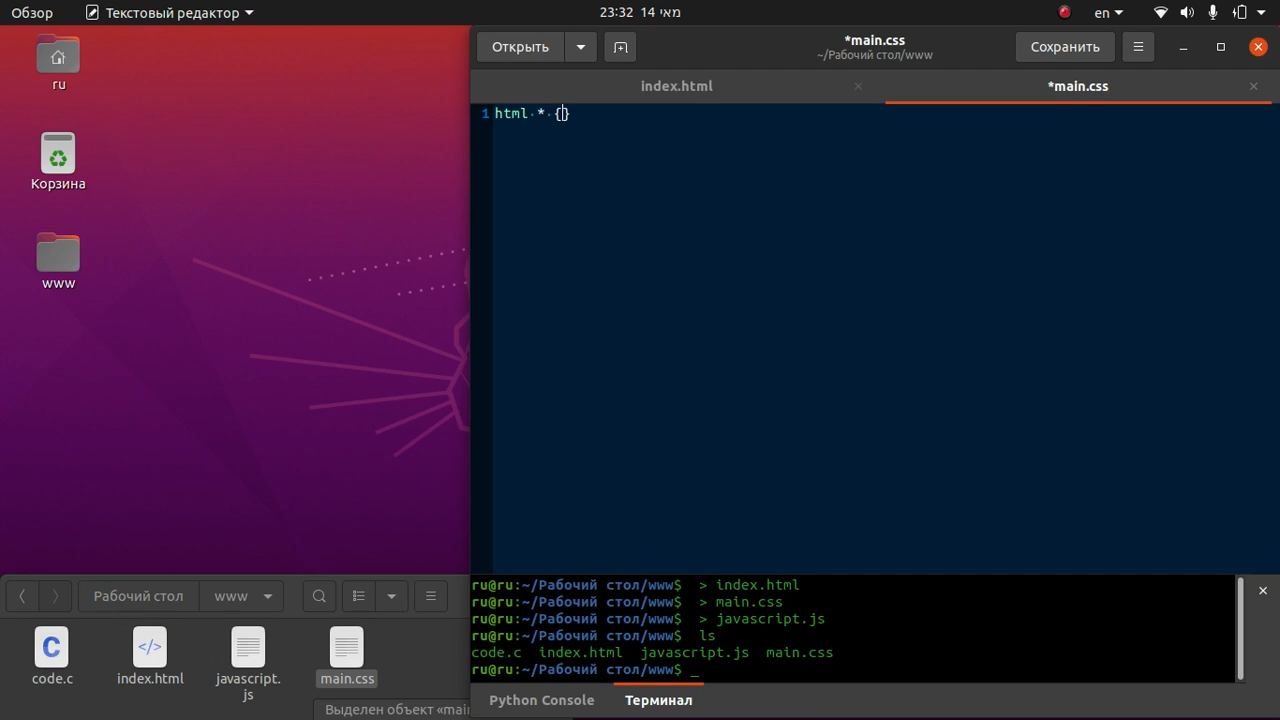 Обзор
Текстовый редактор
23:32 14 מאי
en
ru
Корзина
www
Открыть
*main.css
~/Рабочий стол/www
Сохранить
index.html
*main.css
1 html * {}
Рабочий стол
www
code.c
index.html
javascript.
js
main.css
Выделен объект «main
ru@ru:~/Рабочий стол/www$ > index.html
ru@ru:~/Рабочий стол/www$ > main.css
ru@ru:~/Рабочий стол/www$ > javascript.js
ru@ru:~/Рабочий стол/www$ ls
code.c index.html javascript.js main.css
ru@ru:~/Рабочий стол/www$ _
Python Console
Терминал